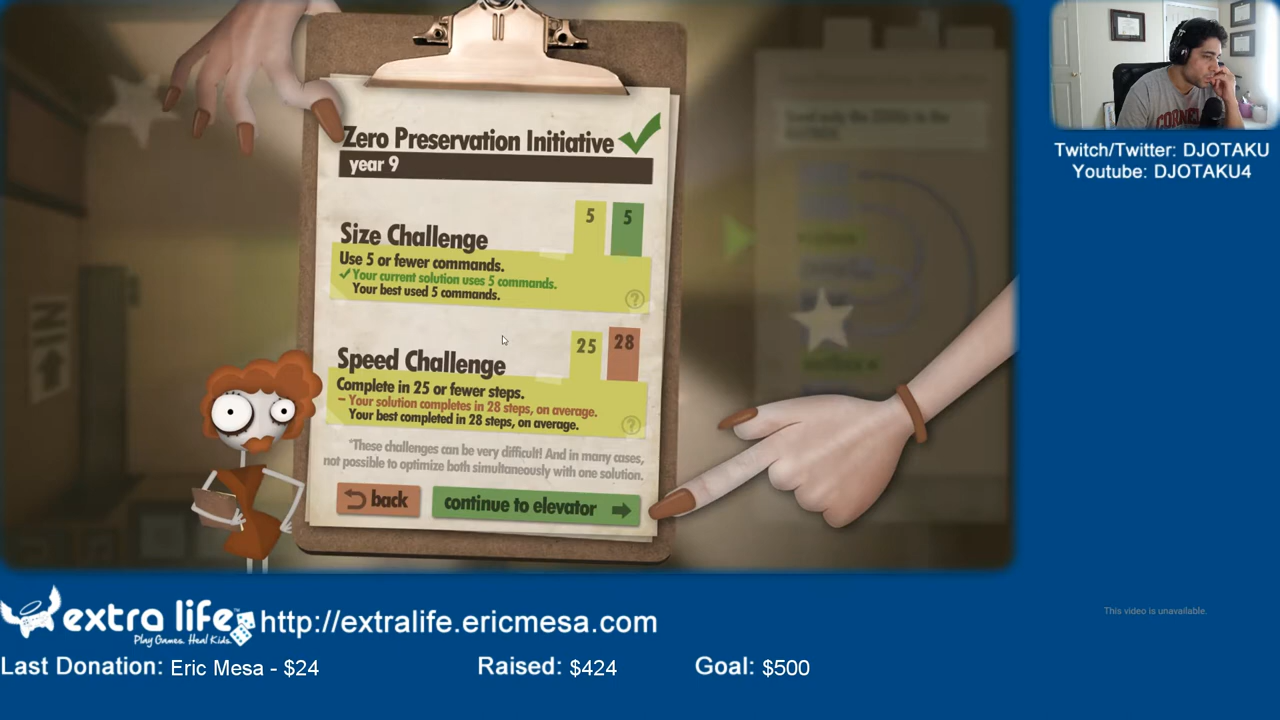 Zero Preservation Initiative
year 9
5 5
Size Challenge
Use 5 or fewer commands.
Your current solution uses 5 commands.
Your best used 5 commands.
?
25 28
Speed Challenge
Complete in 25 or fewer steps.
– Your solution completes in 28 steps, on average.
Your best completed in 28 steps, on average.
?
*These challenges can be very difficult! And in many cases,
not possible to optimize both simultaneously with one solution.
back
continue to elevator
IN
CORNELL
Twitch/Twitter: DJOTAKU
Youtube: DJOTAKU4
This video is unavailable.
extra life
Play Games. Heal Kids.
http://extralife.ericmesa.com
Last Donation: Eric Mesa - $24
Raised: $424
Goal: $500